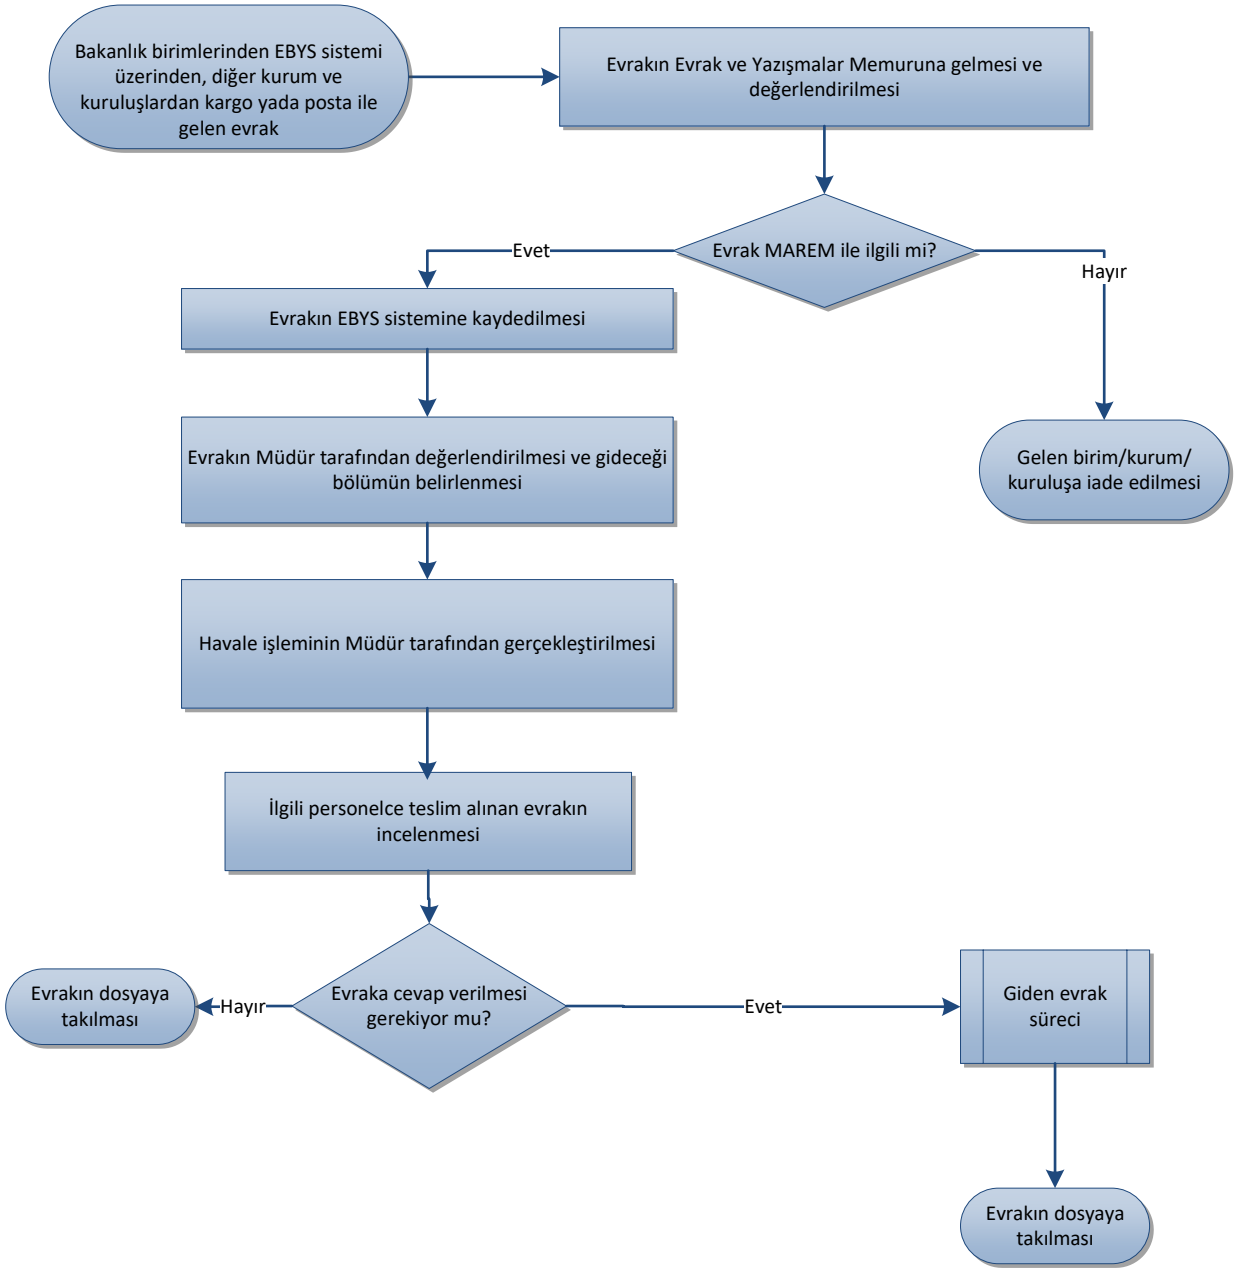 Bakanlık birimlerinden EBYS sistemi
üzerinden, diğer kurum ve
kuruluşlardan kargo yada posta ile
gelen evrak
Evrakın Evrak ve Yazışmalar Memuruna gelmesi ve
değerlendirilmesi
Evrak MAREM ile ilgili mi?
Evet
Hayır
Evrakın EBYS sistemine kaydedilmesi
Evrakın Müdür tarafından değerlendirilmesi ve gideceği
bölümün belirlenmesi
Gelen birim/kurum/
kuruluşa iade edilmesi
Havale işleminin Müdür tarafından gerçekleştirilmesi
İlgili personelce teslim alınan evrakın
incelenmesi
Evraka cevap verilmesi
gerekiyor mu?
Hayır
Evrakın dosyaya
takılması
Evet
Giden evrak
süreci
Evrakın dosyaya
takılması